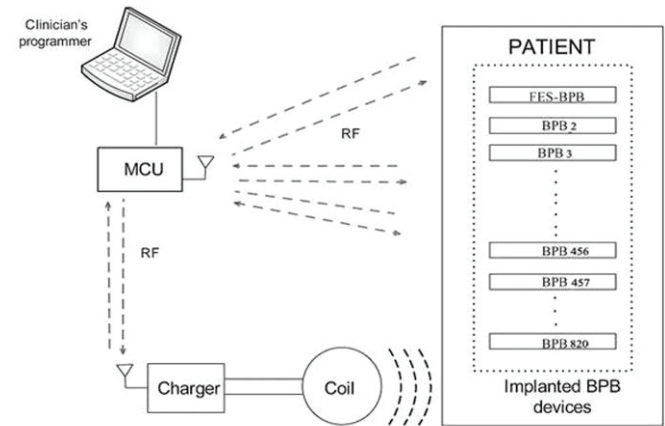 Clinician's
programmer
PATIENT
FES-BPB
BPB 2
RF
BPB 3
MCU
BPB 456
RF
BPB 457
BPB 820
Charger
Coil
Implanted BPB
devices